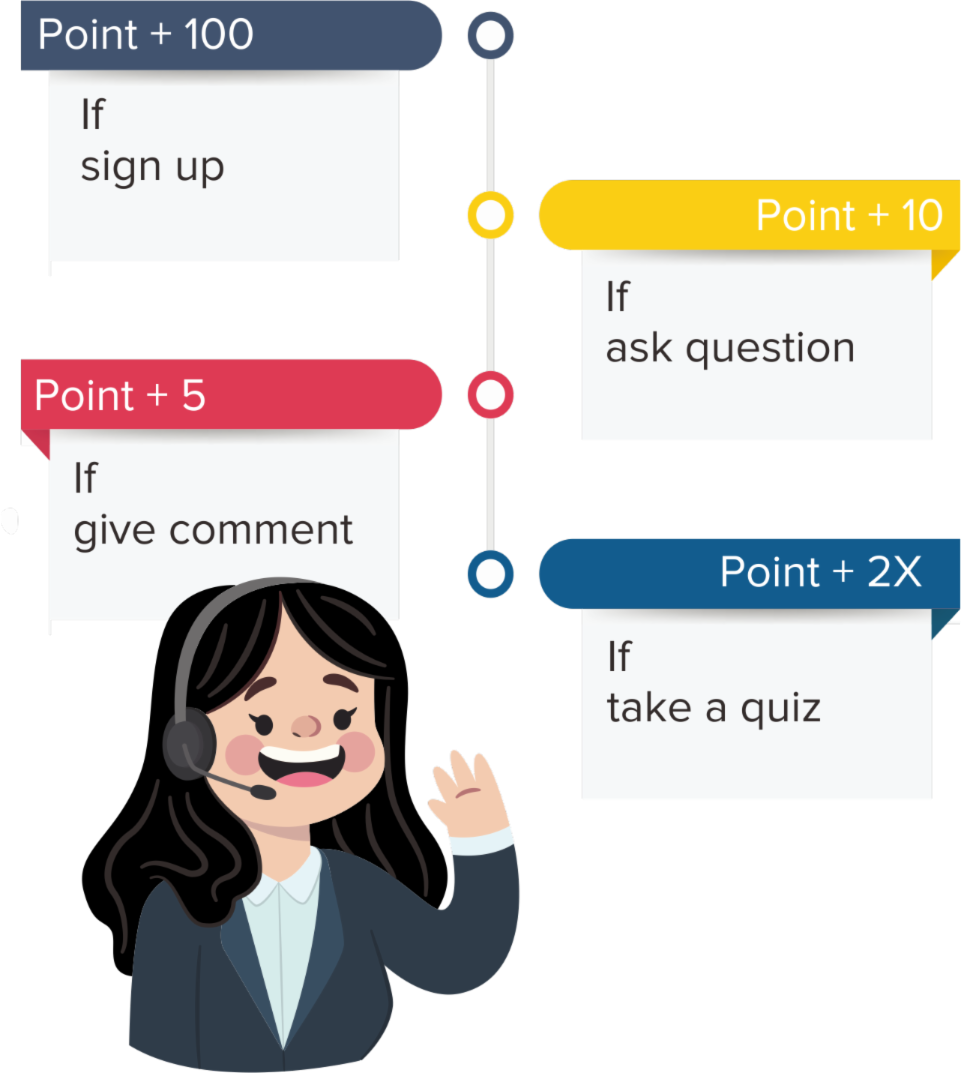 Point + 100
If
sign up
Point + 10
If
ask question
Point + 5
If
give comment
Point + 2X
If
take a quiz